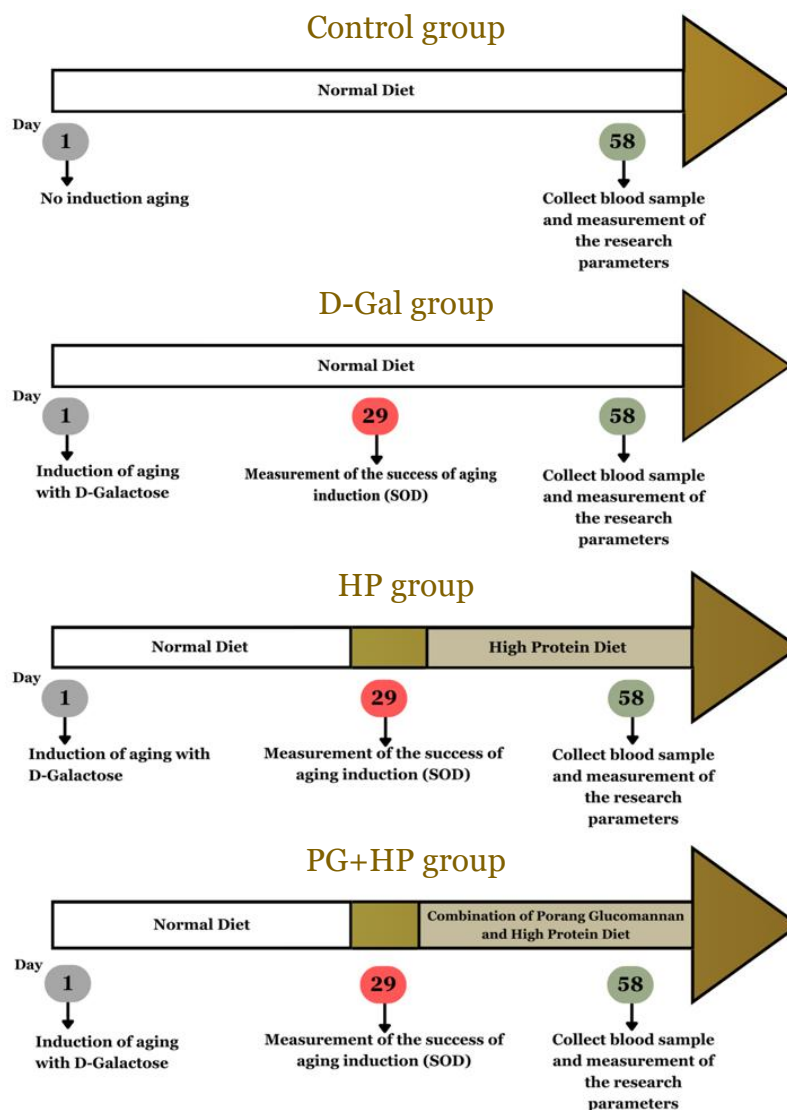 Control group
Normal Diet
Day
1
58
No induction aging
Collect blood sample
and measurement of
the research
parameters
D-Gal group
Normal Diet
Day
1
29
58
Induction of aging
with D-Galactose
Measurement of the success of aging
induction (SOD)
Collect blood sample
and measurement of
the research
parameters
HP group
Normal Diet
High Protein Diet
Day
1
29
58
Induction of aging with
D-Galactose
Measurement of the success of
aging induction (SOD)
Collect blood sample
and measurement of
the research
parameters
PG+HP group
Normal Diet
Combination of Porang Glucomannan
and High Protein Diet
Day
1
29
58
Induction of aging
with D-Galactose
Measurement of the success of
aging induction (SOD)
Collect blood sample
and measurement of
the research
parameters